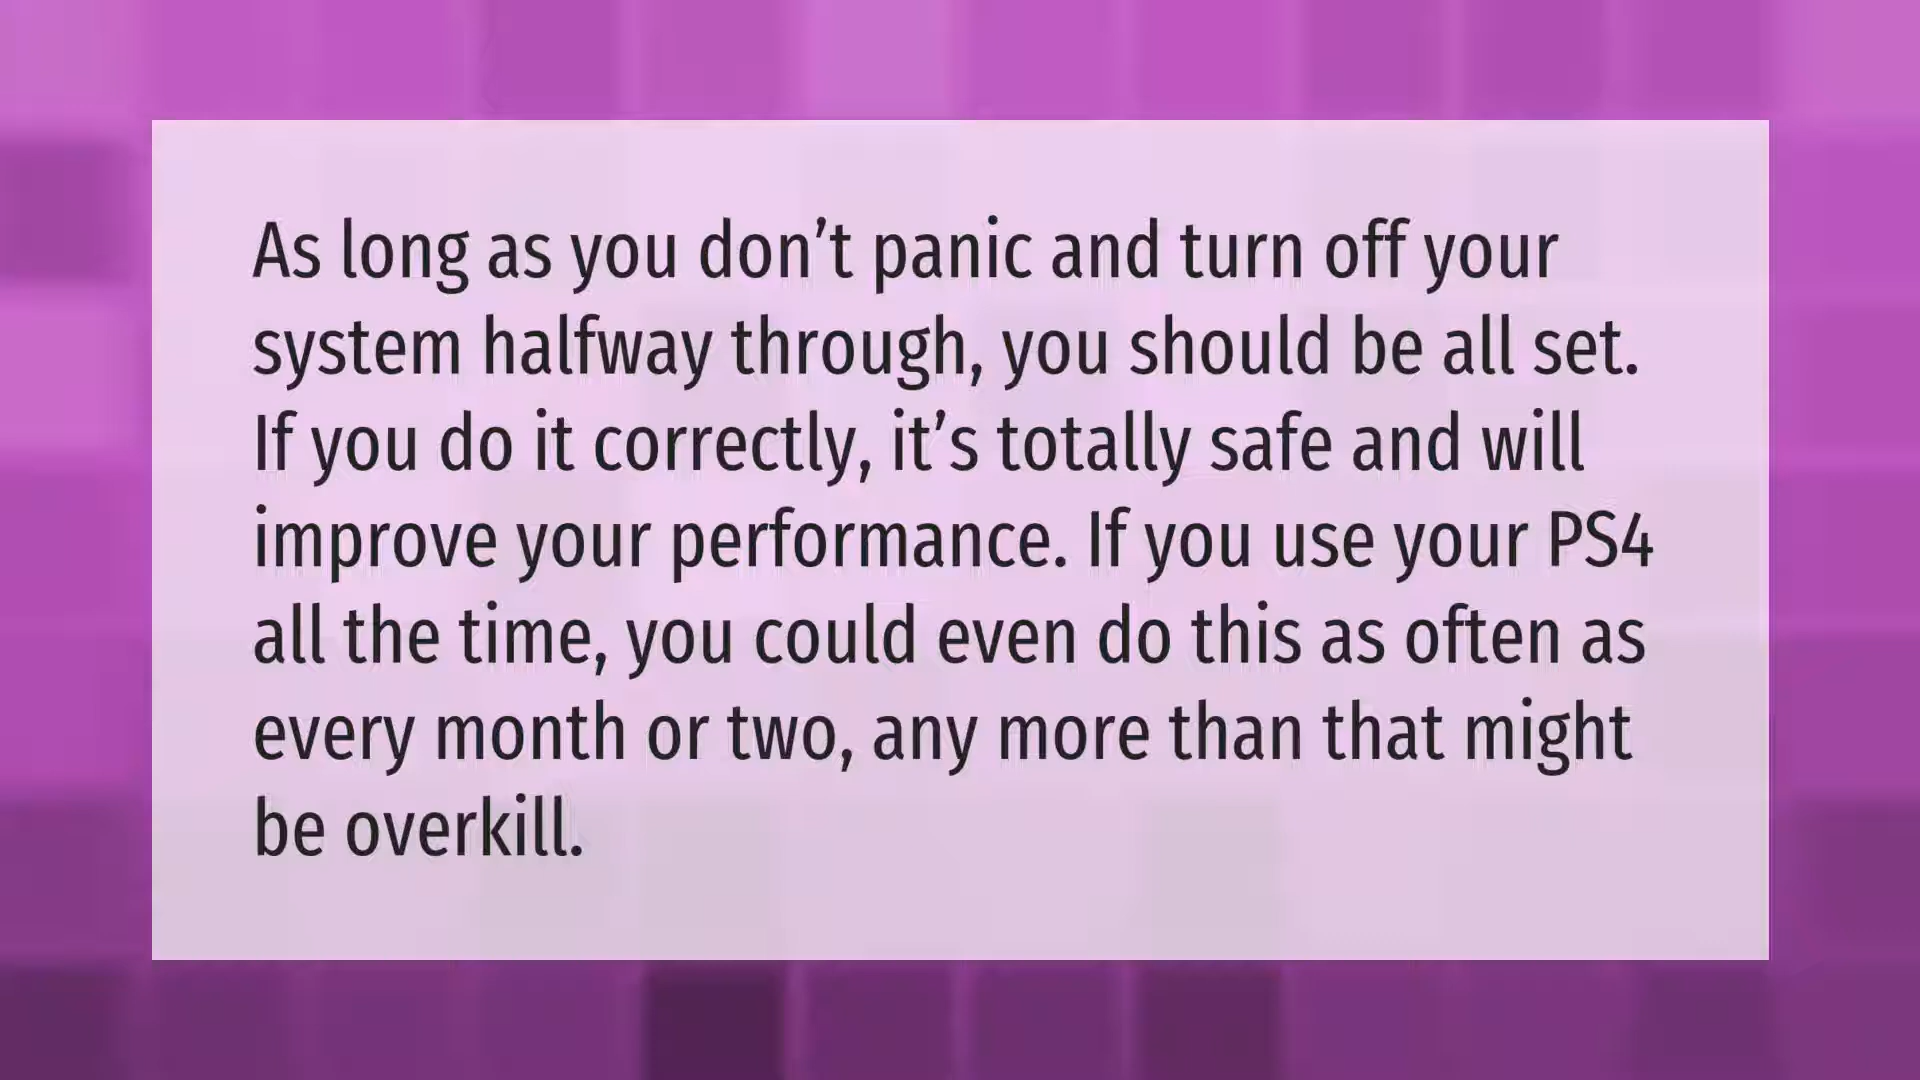 As long as you don’t panic and turn off your
system halfway through, you should be all set.
If you do it correctly, it’s totally safe and will
improve your performance. If you use your PS4
all the time, you could even do this as often as
every month or two, any more than that might
be overkill.